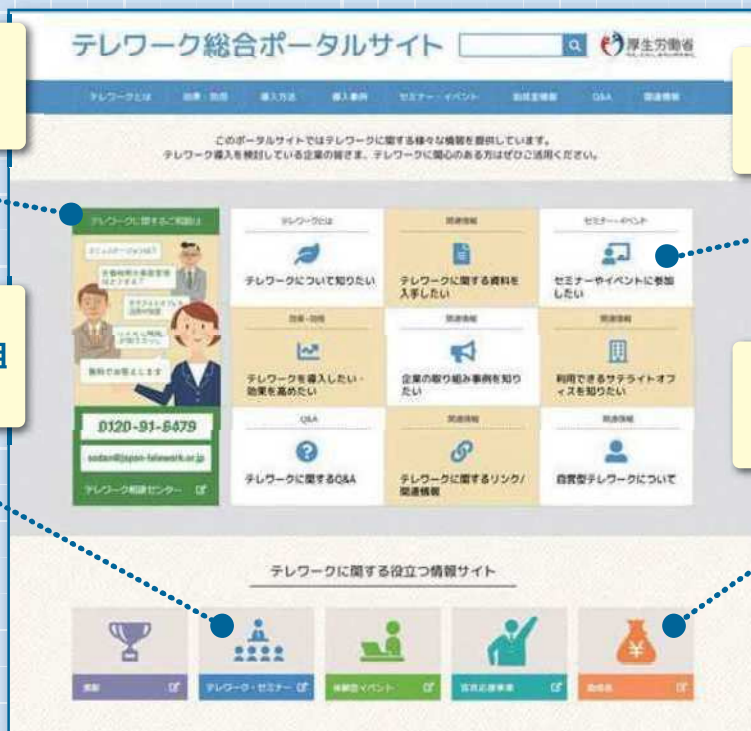 テレワーク総合ポータルサイト
厚生労働省
テレワークとは 効果・効用 導入方法 導入事例 セミナー・イベント 助成金情報 Q&A 関連情報
このポータルサイトではテレワークに関する様々な情報を提供しています。
テレワーク導入を検討している企業の皆さま、テレワークに関心のある方はぜひご活用ください。
テレワークに関するご相談は
無料でお答えします
0120-91-6479
sodan@japan-telework.or.jp
テレワーク相談センター
テレワークとは
テレワークについて知りたい
関連情報
テレワークに関する資料を
入手したい
セミナー・イベント
セミナーやイベントに参加
したい
効果・効用
テレワークを導入したい・
効果を高めたい
関連情報
企業の取り組み事例を知り
たい
関連情報
利用できるサテライトオフ
ィスを知りたい
Q&A
テレワークに関するQ&A
関連情報
テレワークに関するリンク/
関連情報
関連情報
自営型テレワークについて
テレワークに関する役立つ情報サイト
表彰
テレワーク・セミナー
体験型イベント
宣言応援事業
助成金